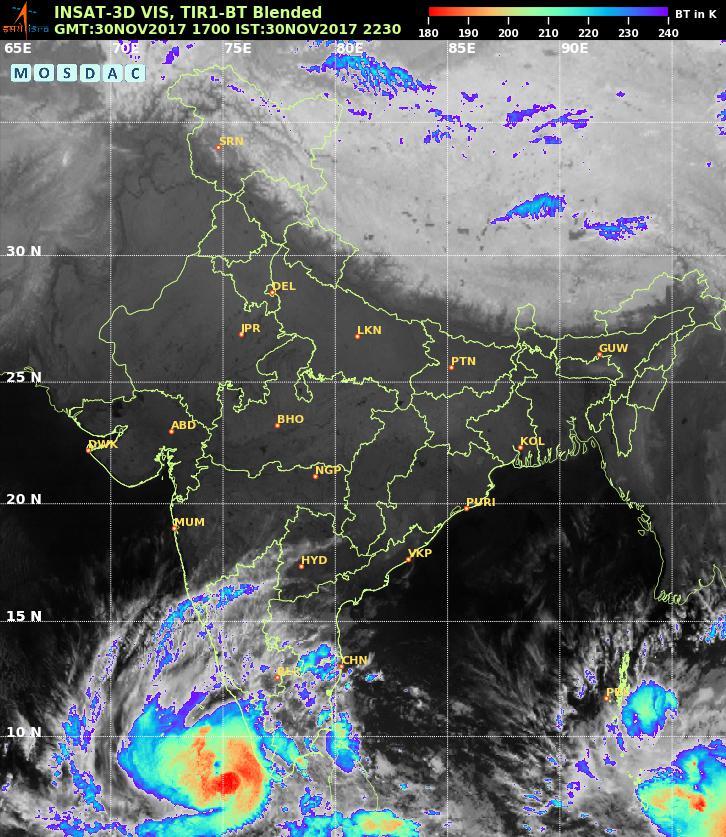 INSAT-3D VIS, TIR1-BT Blended
GMT:30NOV2017 1700 IST:30NOV2017 2230
BT in K
180 190 200 210 220 230 240
65E 70E 75E 80E 85E 90E
MOSDAC
SRN
30 N
DEL
JPR LKN
GUW
PTN
25 N
ABD BHO
DWK KOL
NGP
20 N
PURI
MUM
VKP
HYD
15 N
CHN
10 N